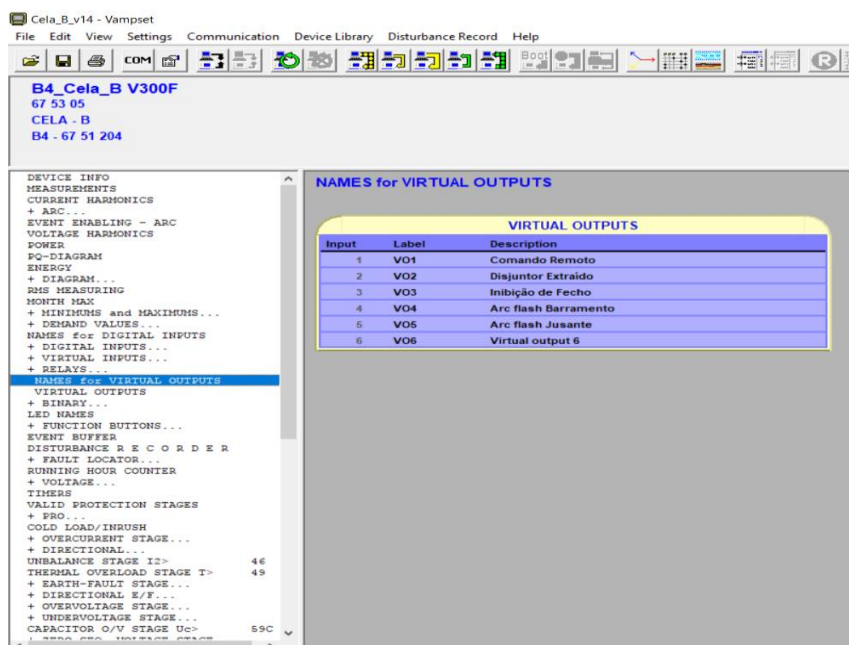 Cela_B_v14 - Vampset
File Edit View Settings Communication Device Library Disturbance Record Help
COM
Boot
R
B4_Cela_B V300F
67 53 05
CELA - B
B4 - 67 51 204
DEVICE INFO
MEASUREMENTS
CURRENT HARMONICS
+ ARC...
EVENT ENABLING - ARC
VOLTAGE HARMONICS
POWER
PQ-DIAGRAM
ENERGY
+ DIAGRAM...
RMS MEASURING
MONTH MAX
+ MINIMUMS and MAXIMUMS...
+ DEMAND VALUES...
NAMES for DIGITAL INPUTS
+ DIGITAL INPUTS...
+ VIRTUAL INPUTS...
+ RELAYS...
NAMES for VIRTUAL OUTPUTS
VIRTUAL OUTPUTS
+ BINARY...
LED NAMES
+ FUNCTION BUTTONS...
EVENT BUFFER
DISTURBANCE R E C O R D E R
+ FAULT LOCATOR...
RUNNING HOUR COUNTER
+ VOLTAGE...
TIMERS
VALID PROTECTION STAGES
+ PRO...
COLD LOAD/INRUSH
+ OVERCURRENT STAGE...
+ DIRECTIONAL...
UNBALANCE STAGE I2> 46
THERMAL OVERLOAD STAGE T> 49
+ EARTH-FAULT STAGE...
+ DIRECTIONAL E/F...
+ OVERVOLTAGE STAGE...
+ UNDERVOLTAGE STAGE...
CAPACITOR O/V STAGE Uc> 59C
NAMES for VIRTUAL OUTPUTS
VIRTUAL OUTPUTS
Input Label Description
1 VO1 Comando Remoto
2 VO2 Disjuntor Extraído
3 VO3 Inibição de Fecho
4 VO4 Arc flash Barramento
5 VO5 Arc flash Jusante
6 VO6 Virtual output 6